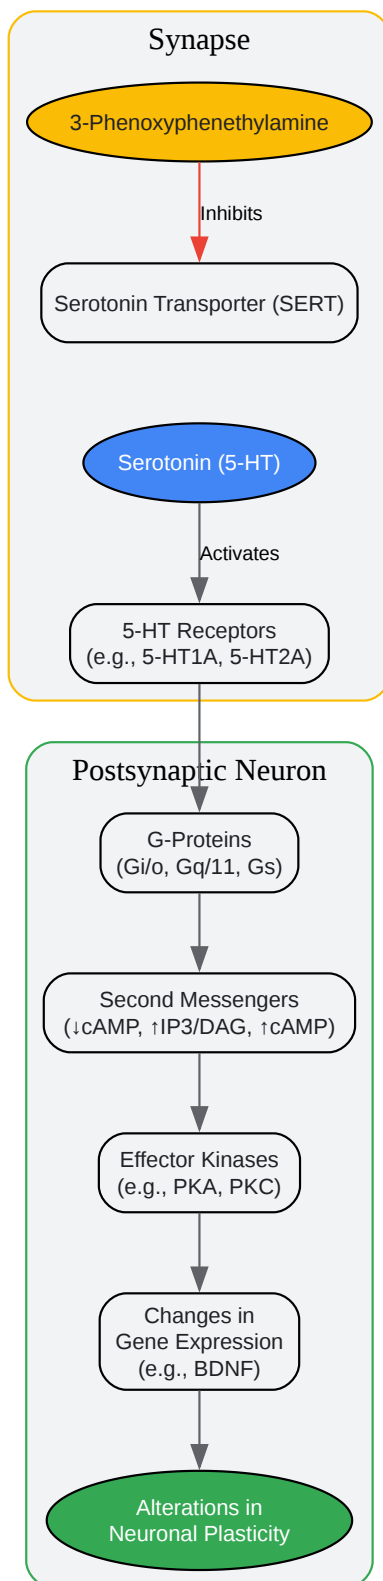 Synapse
3-Phenoxyphenethylamine
Inhibits
Serotonin Transporter (SERT)
Serotonin (5-HT)
Activates
5-HT Receptors
(e.g., 5-HT1A, 5-HT2A)
Postsynaptic Neuron
G-Proteins
(Gi/o, Gq/11, Gs)
Second Messengers
(↓cAMP, ↑IP3/DAG, ↑cAMP)
Effector Kinases
(e.g., PKA, PKC)
Changes in
Gene Expression
(e.g., BDNF)
Alterations in
Neuronal Plasticity